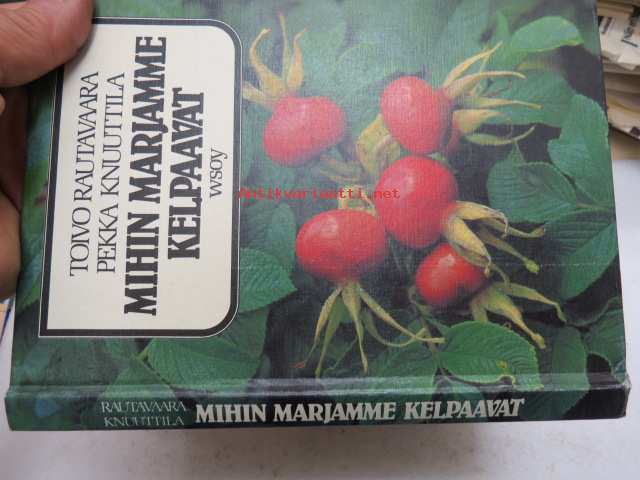 TOIVO RAUTAVAARA
PEKKA KNUUTTILA
MIHIN MARJAMME
KELPAAVAT
wsoy
Antikvariaatti.net
RAUTAVAARA
KNUUTTILA
MIHIN MARJAMME KELPAAVAT